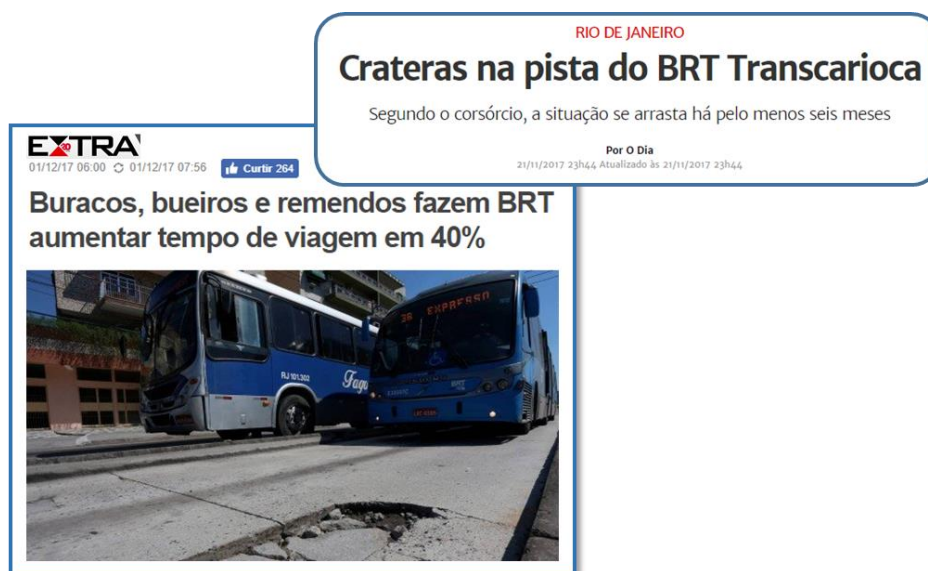 RIO DE JANEIRO
Crateras na pista do BRT Transcarioca
Segundo o corsórcio, a situação se arrasta há pelo menos seis meses
Por O Dia
21/11/2017 23h44 Atualizado às 21/11/2017 23h44
EXTRA
01/12/17 06:00 01/12/17 07:56 Curtir 264
Buracos, bueiros e remendos fazem BRT
aumentar tempo de viagem em 40%
36 EXPRESSO
RJ 101.302
BRT